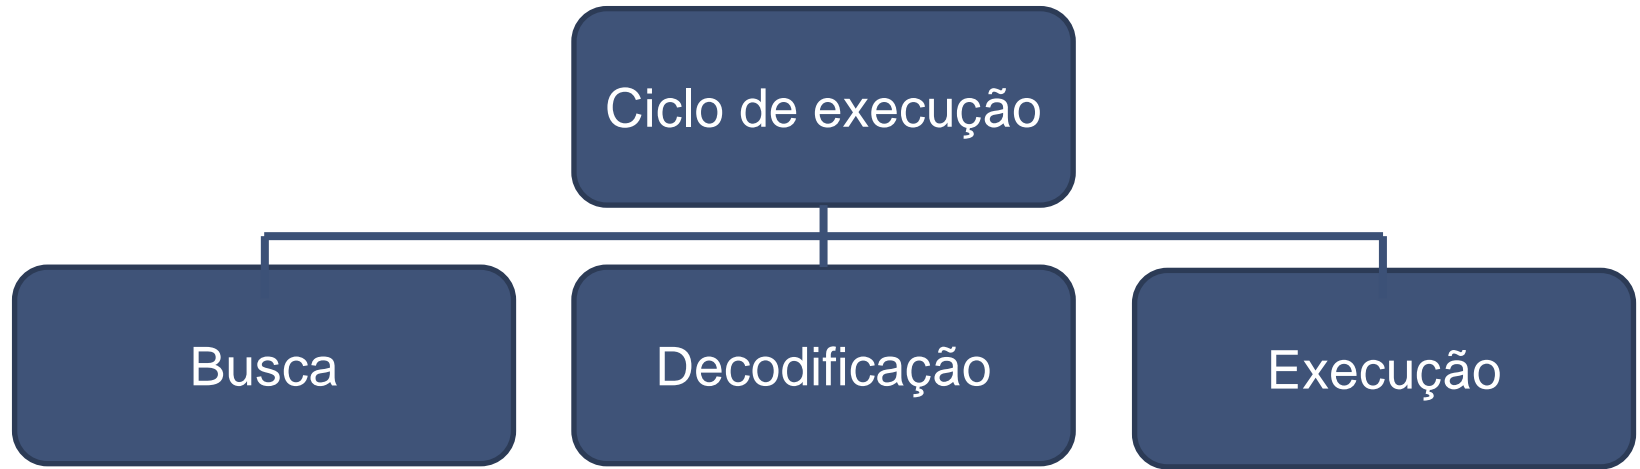 Ciclo de execução
Busca
Decodificação
Execução